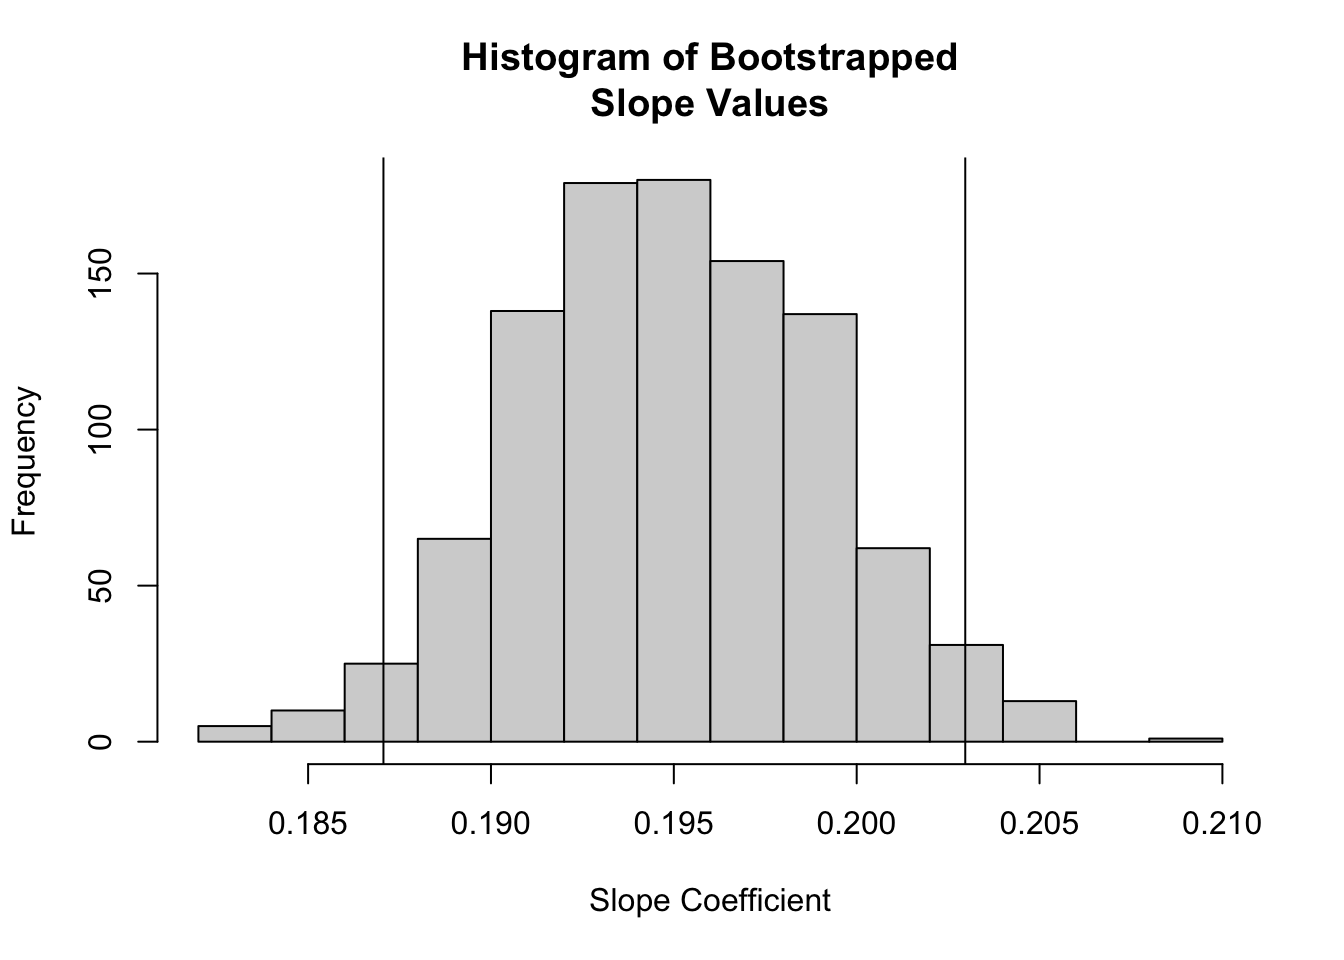 Histogram of Bootstrapped
Slope Values
Frequency
150
100
50
0
0.185 0.190 0.195 0.200 0.205 0.210
Slope Coefficient